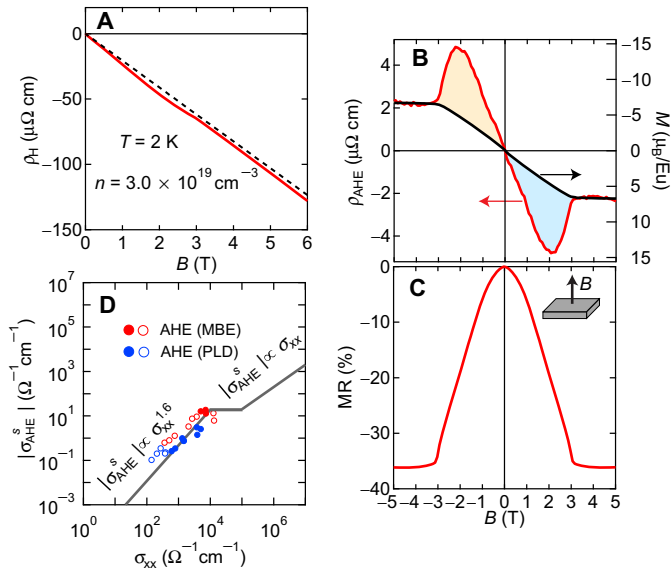 A
0
−50
−100
−150
ρH (μΩ cm)
T = 2 K
n = 3.0 × 10^19 cm^−3
0 1 2 3 4 5 6
B (T)
B
4
2
0
−2
−4
ρAHE (μΩ cm)
−15
−10
−5
0
5
10
15
M (μB/Eu)
C
B
0
−10
−20
−30
−40
MR (%)
−5 −4 −3 −2 −1 0 1 2 3 4 5
B (T)
D
10^7
10^5
10^3
10^1
10^−1
10^−3
|σ^s_AHE| (Ω^−1cm^−1)
AHE (MBE)
AHE (PLD)
|σ^s_AHE| ∝ σxx^1.6
|σ^s_AHE| ∝ σxx
10^0 10^2 10^4 10^6
σxx (Ω^−1cm^−1)